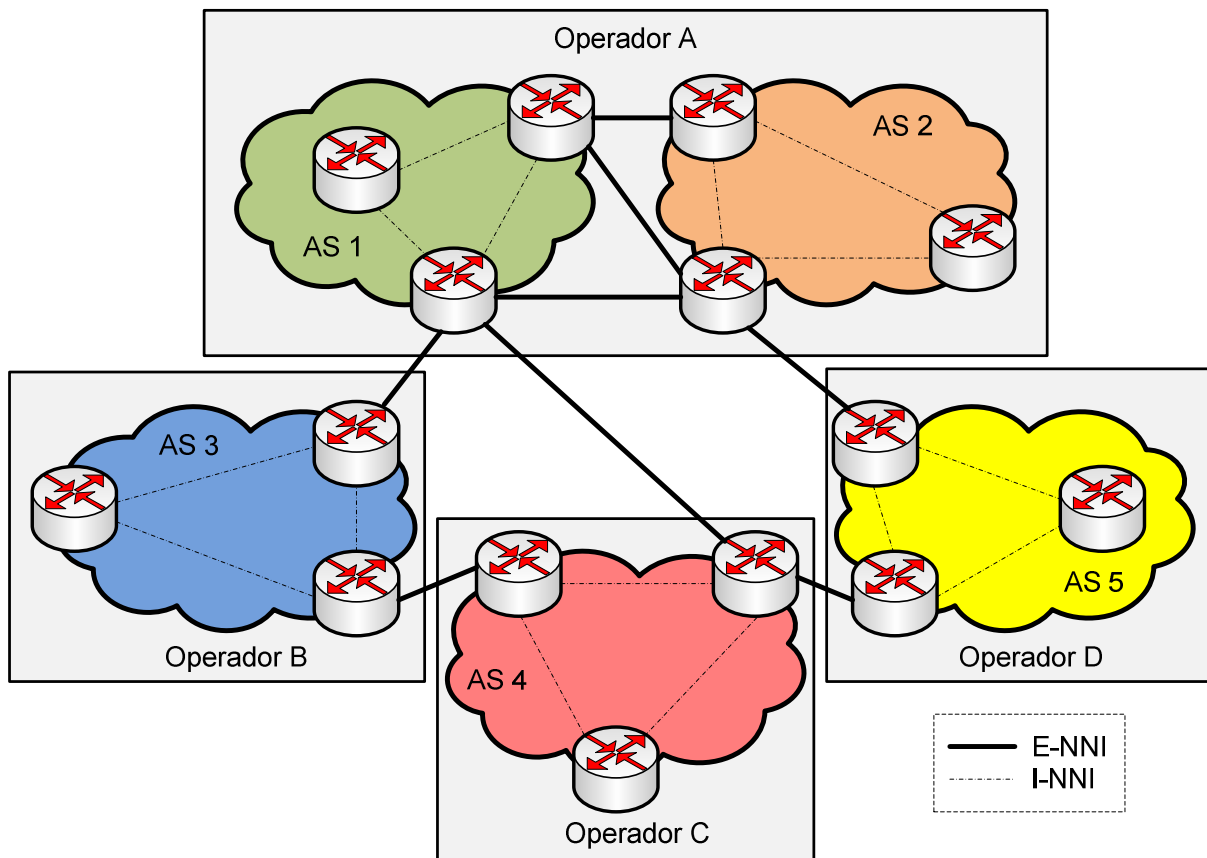 Operador A
AS 1
AS 2
AS 3
Operador B
AS 4
Operador C
AS 5
Operador D
E-NNI
I-NNI